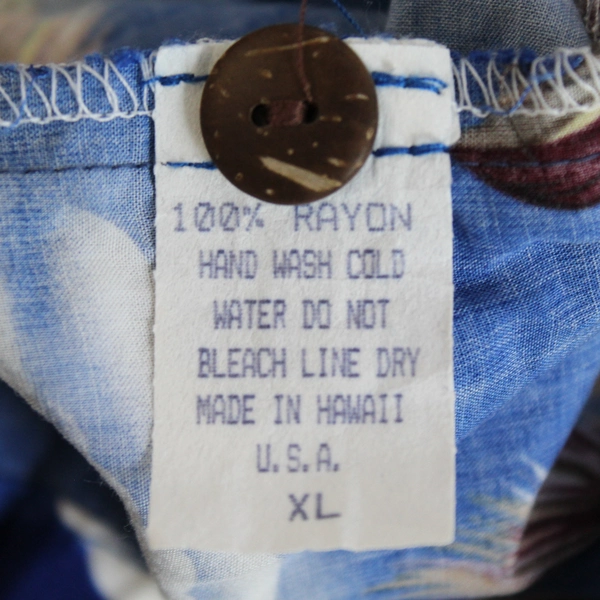 100% RAYON
HAND WASH COLD
WATER DO NOT
BLEACH LINE DRY
MADE IN HAWAII
U.S.A.
XL